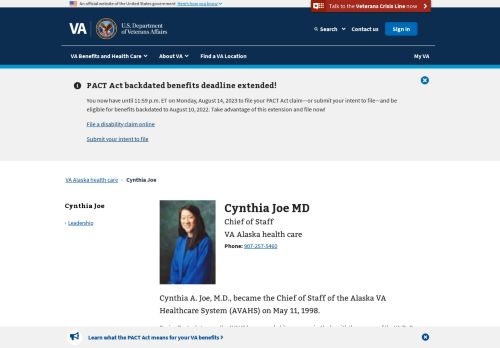 An official website of the United States government Here's how you know
Talk to the Veterans Crisis Line now
VA U.S. Department of Veterans Affairs
Search Contact us Sign in
VA Benefits and Health Care About VA Find a VA Location My VA
PACT Act backdated benefits deadline extended!
You now have until 11:59 p.m. ET on Monday, August 14, 2023 to file your PACT Act claim—or submit your intent to file—and be
eligible for benefits backdated to August 10, 2022. Take advantage of this extension and file now!
File a disability claim online
Submit your intent to file
VA Alaska health care Cynthia Joe
Cynthia Joe
Leadership
Cynthia Joe MD
Chief of Staff
VA Alaska health care
Phone: 907-257-5460
Cynthia A. Joe, M.D., became the Chief of Staff of the Alaska VA
Healthcare System (AVAHS) on May 11, 1998.
Learn what the PACT Act means for your VA benefits